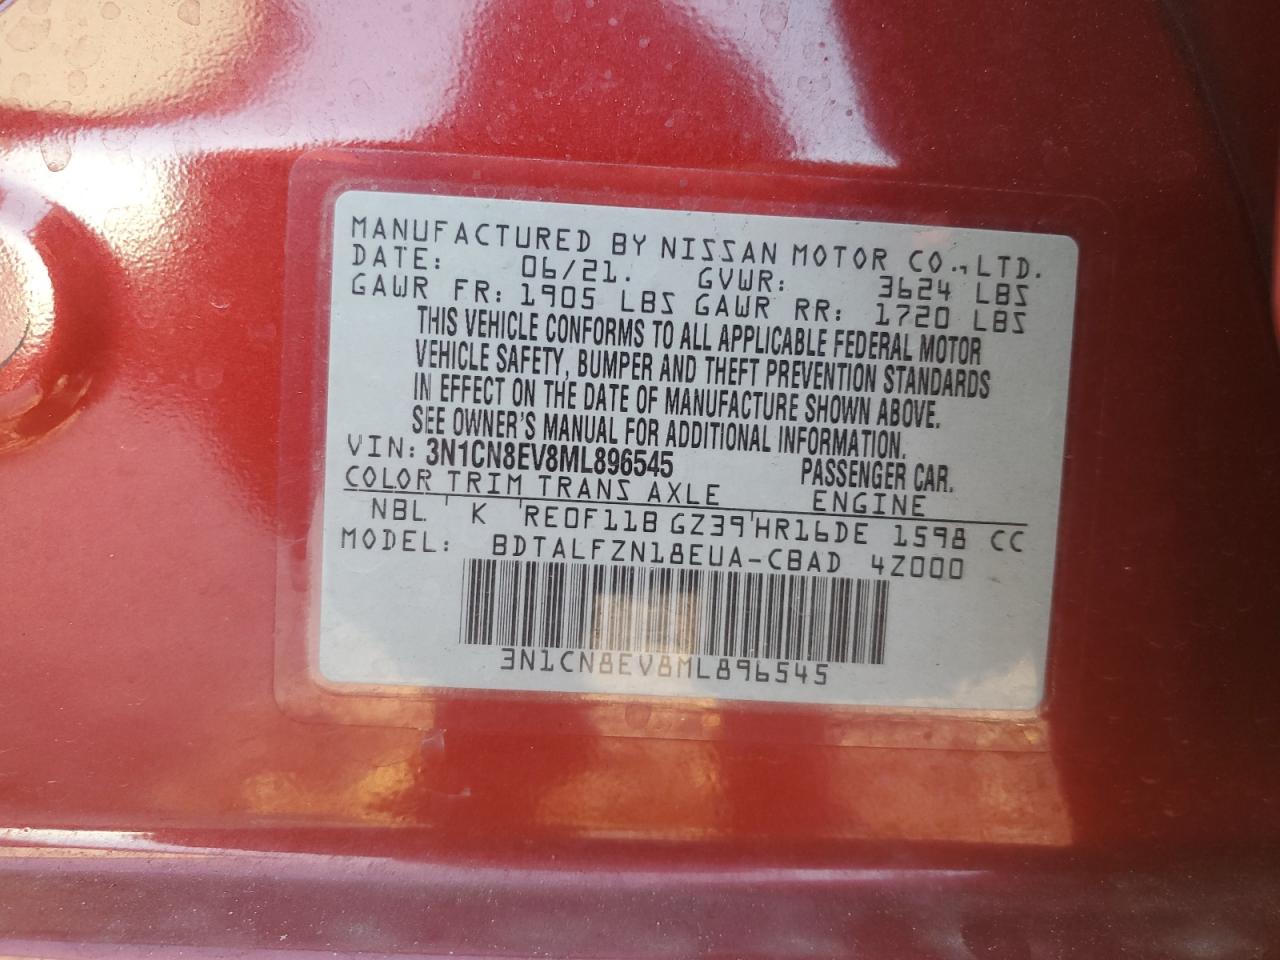 MANUFACTURED BY NISSAN MOTOR CO.,LTD.
DATE: 06/21. GVWR: 3624 LBS
GAWR FR: 1905 LBS GAWR RR: 1720 LBS
THIS VEHICLE CONFORMS TO ALL APPLICABLE FEDERAL MOTOR
VEHICLE SAFETY, BUMPER AND THEFT PREVENTION STANDARDS
IN EFFECT ON THE DATE OF MANUFACTURE SHOWN ABOVE.
SEE OWNER'S MANUAL FOR ADDITIONAL INFORMATION.
VIN: 3N1CN8EV8ML896545 PASSENGER CAR.
COLOR TRIM TRANS AXLE ENGINE
NBL K RE0F11B GZ39 HR16DE 1598 CC
MODEL: BDTALFZN18EUA-CBAD 4Z000
3N1CN8EV8ML896545